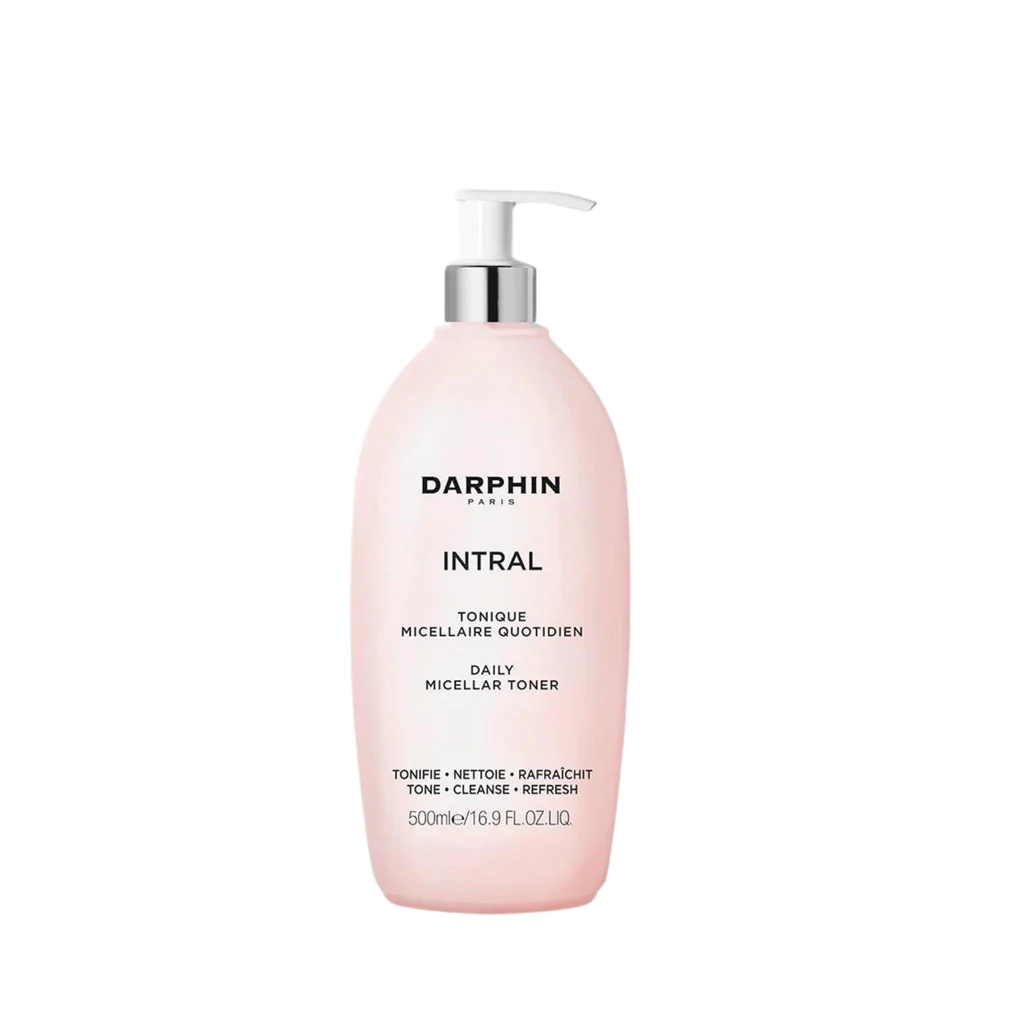 DARPHIN
PARIS
INTRAL
TONIQUE
MICELLAIRE QUOTIDIEN
DAILY
MICELLAR TONER
TONIFIE • NETTOIE • RAFRAÎCHIT
TONE • CLEANSE • REFRESH
500ml℮/16.9 FL.OZ.LIQ.